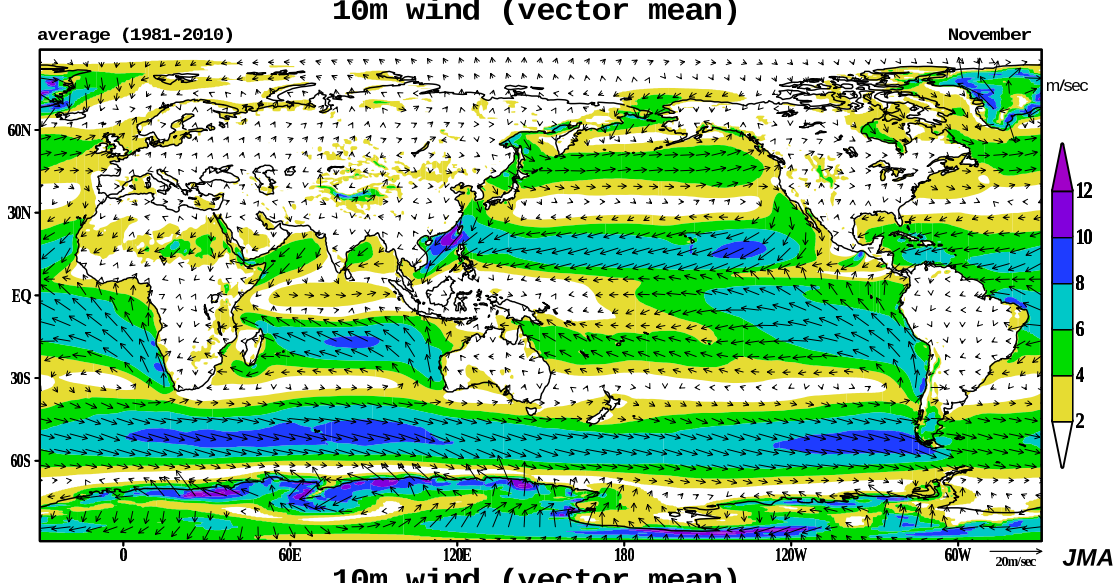 10m wind (vector mean)
average (1981-2010) November
m/sec
60N
30N
EQ
30S
60S
12
10
8
6
4
2
0 60E 120E 180 120W 60W
20m/sec
JMA
10m wind (vector mean)